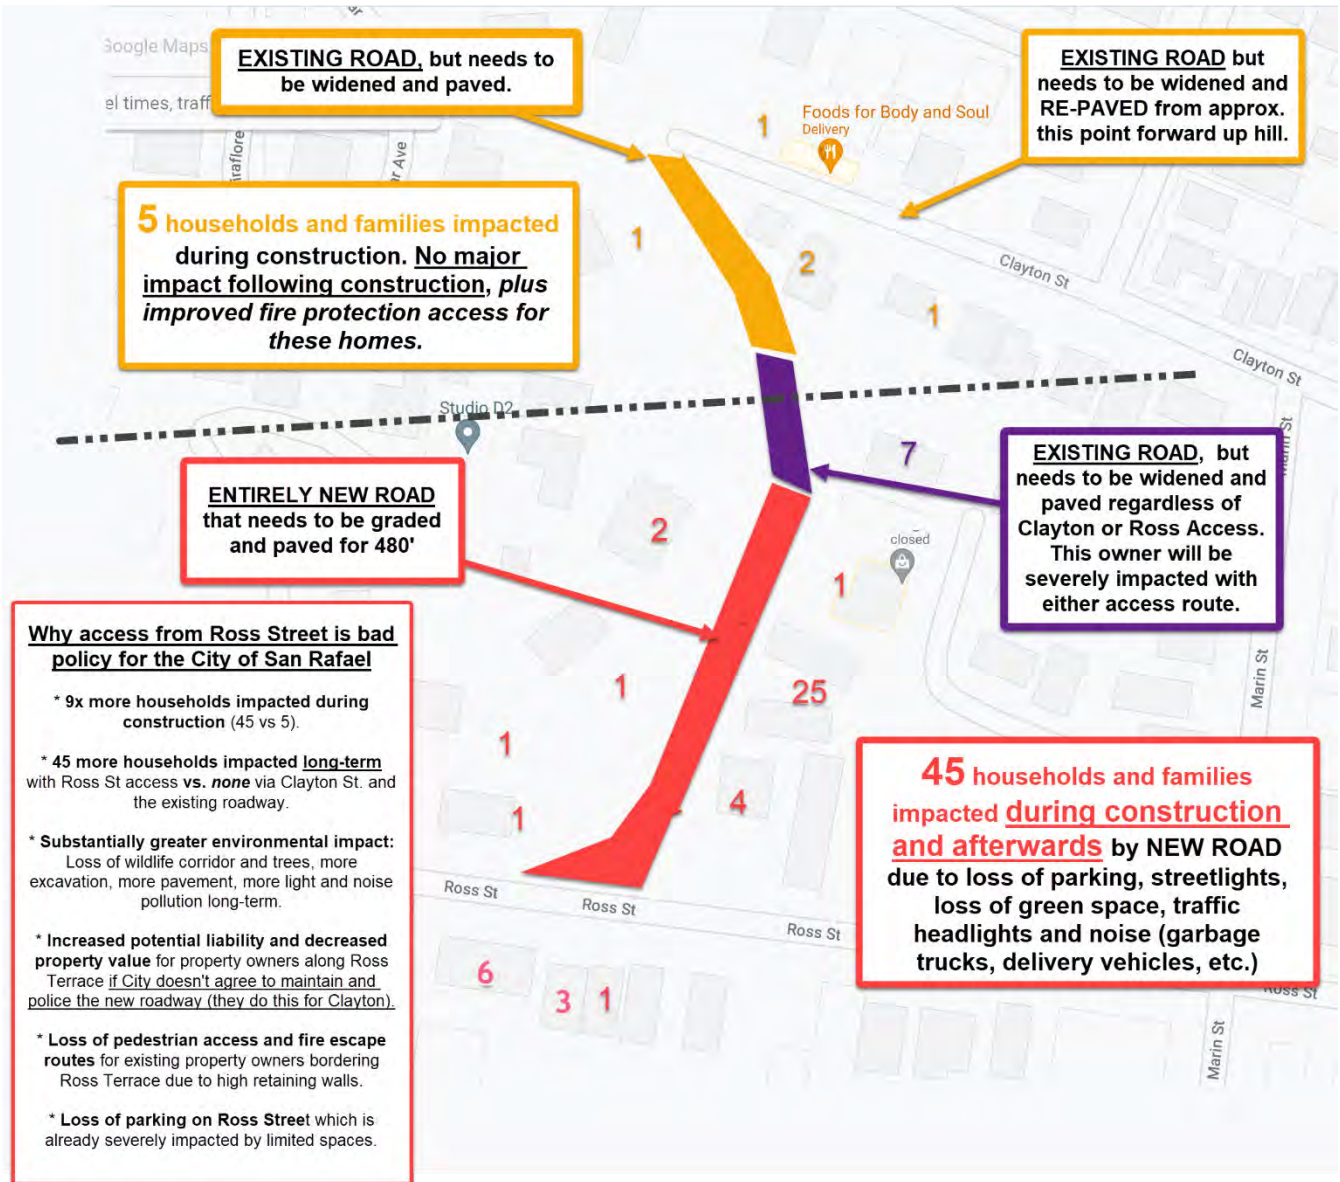 Google Maps
el times, traff
EXISTING ROAD, but needs to
be widened and paved.
EXISTING ROAD but
needs to be widened and
RE-PAVED from approx.
this point forward up hill.
1
Foods for Body and Soul
Delivery
iraflore
ar Ave
5 households and families impacted
during construction. No major
impact following construction, plus
improved fire protection access for
these homes.
1
2
1
Clayton St
Clayton St
Marin St
Studio D2
ENTIRELY NEW ROAD
that needs to be graded
and paved for 480'
7
EXISTING ROAD, but
needs to be widened and
paved regardless of
Clayton or Ross Access.
This owner will be
severely impacted with
either access route.
2
closed
1
Marin St
Why access from Ross Street is bad
policy for the City of San Rafael
* 9x more households impacted during
construction (45 vs 5).
* 45 more households impacted long-term
with Ross St access vs. none via Clayton St. and
the existing roadway.
* Substantially greater environmental impact:
Loss of wildlife corridor and trees, more
excavation, more pavement, more light and noise
pollution long-term.
* Increased potential liability and decreased
property value for property owners along Ross
Terrace if City doesn't agree to maintain and
police the new roadway (they do this for Clayton).
* Loss of pedestrian access and fire escape
routes for existing property owners bordering
Ross Terrace due to high retaining walls.
* Loss of parking on Ross Street which is
already severely impacted by limited spaces.
1
25
1
1
4
45 households and families
impacted during construction
and afterwards by NEW ROAD
due to loss of parking, streetlights,
loss of green space, traffic
headlights and noise (garbage
trucks, delivery vehicles, etc.)
Ross St
Ross St
Ross St
Ross St
6
3
1
Marin St